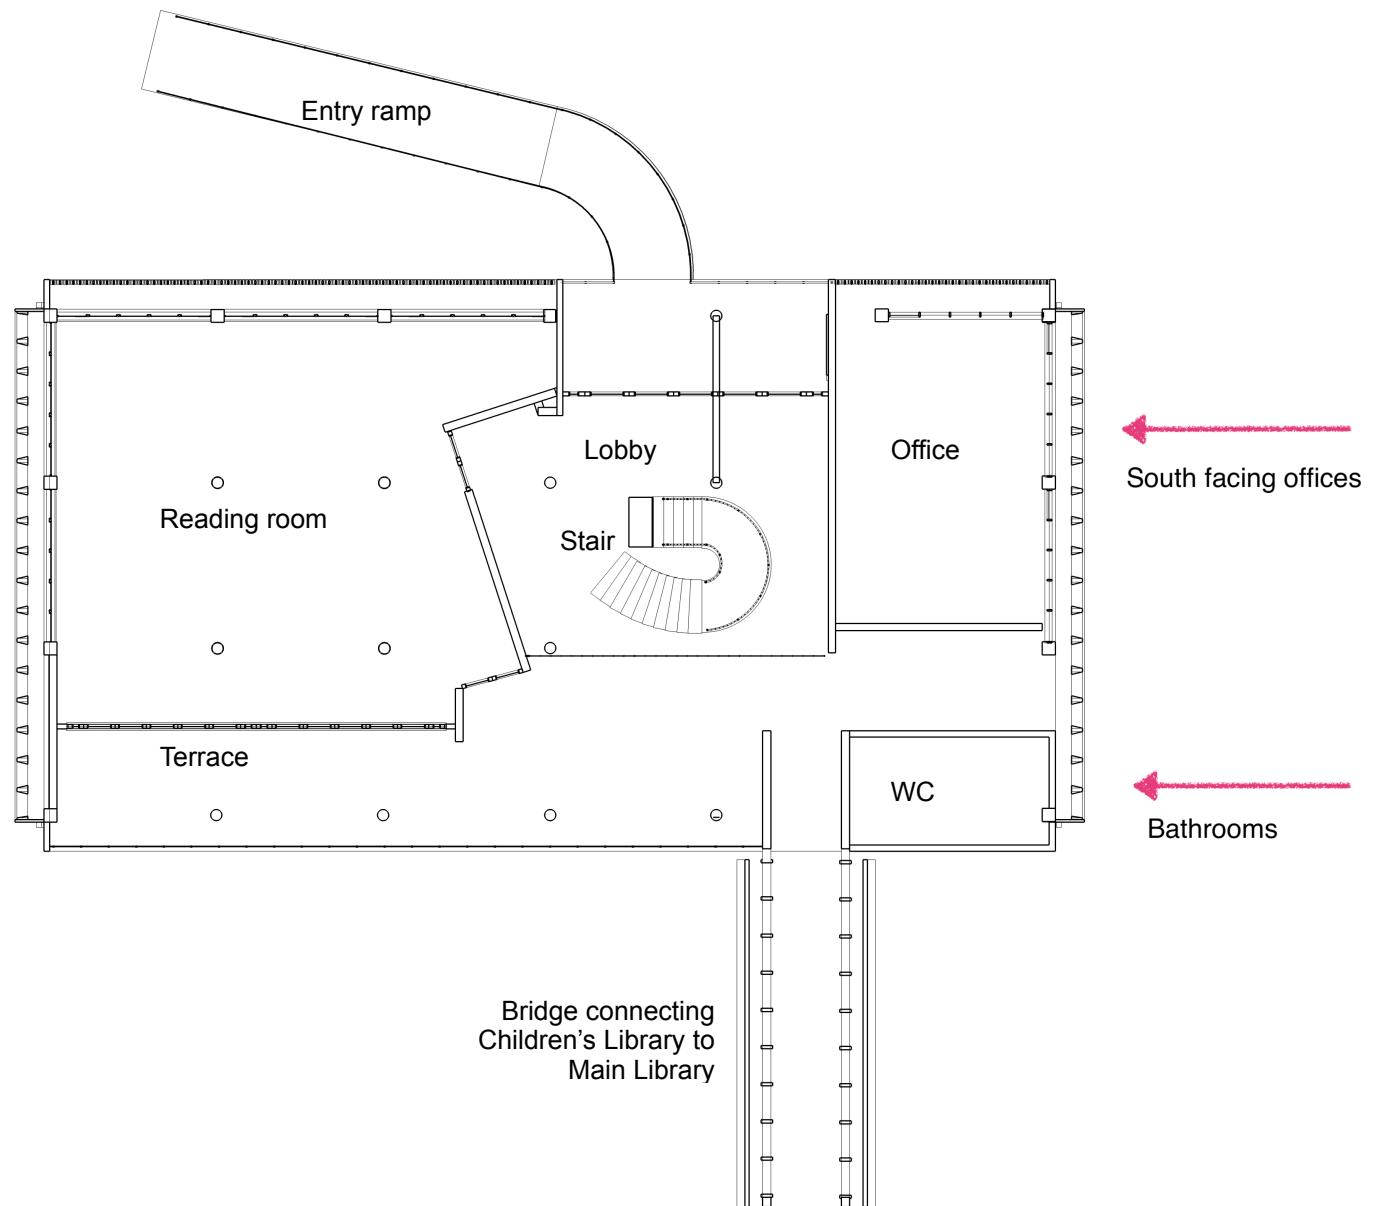 Entry ramp
Lobby
Office
South facing offices
Reading room
Stair
Terrace
WC
Bathrooms
Bridge connecting
Children’s Library to
Main Library